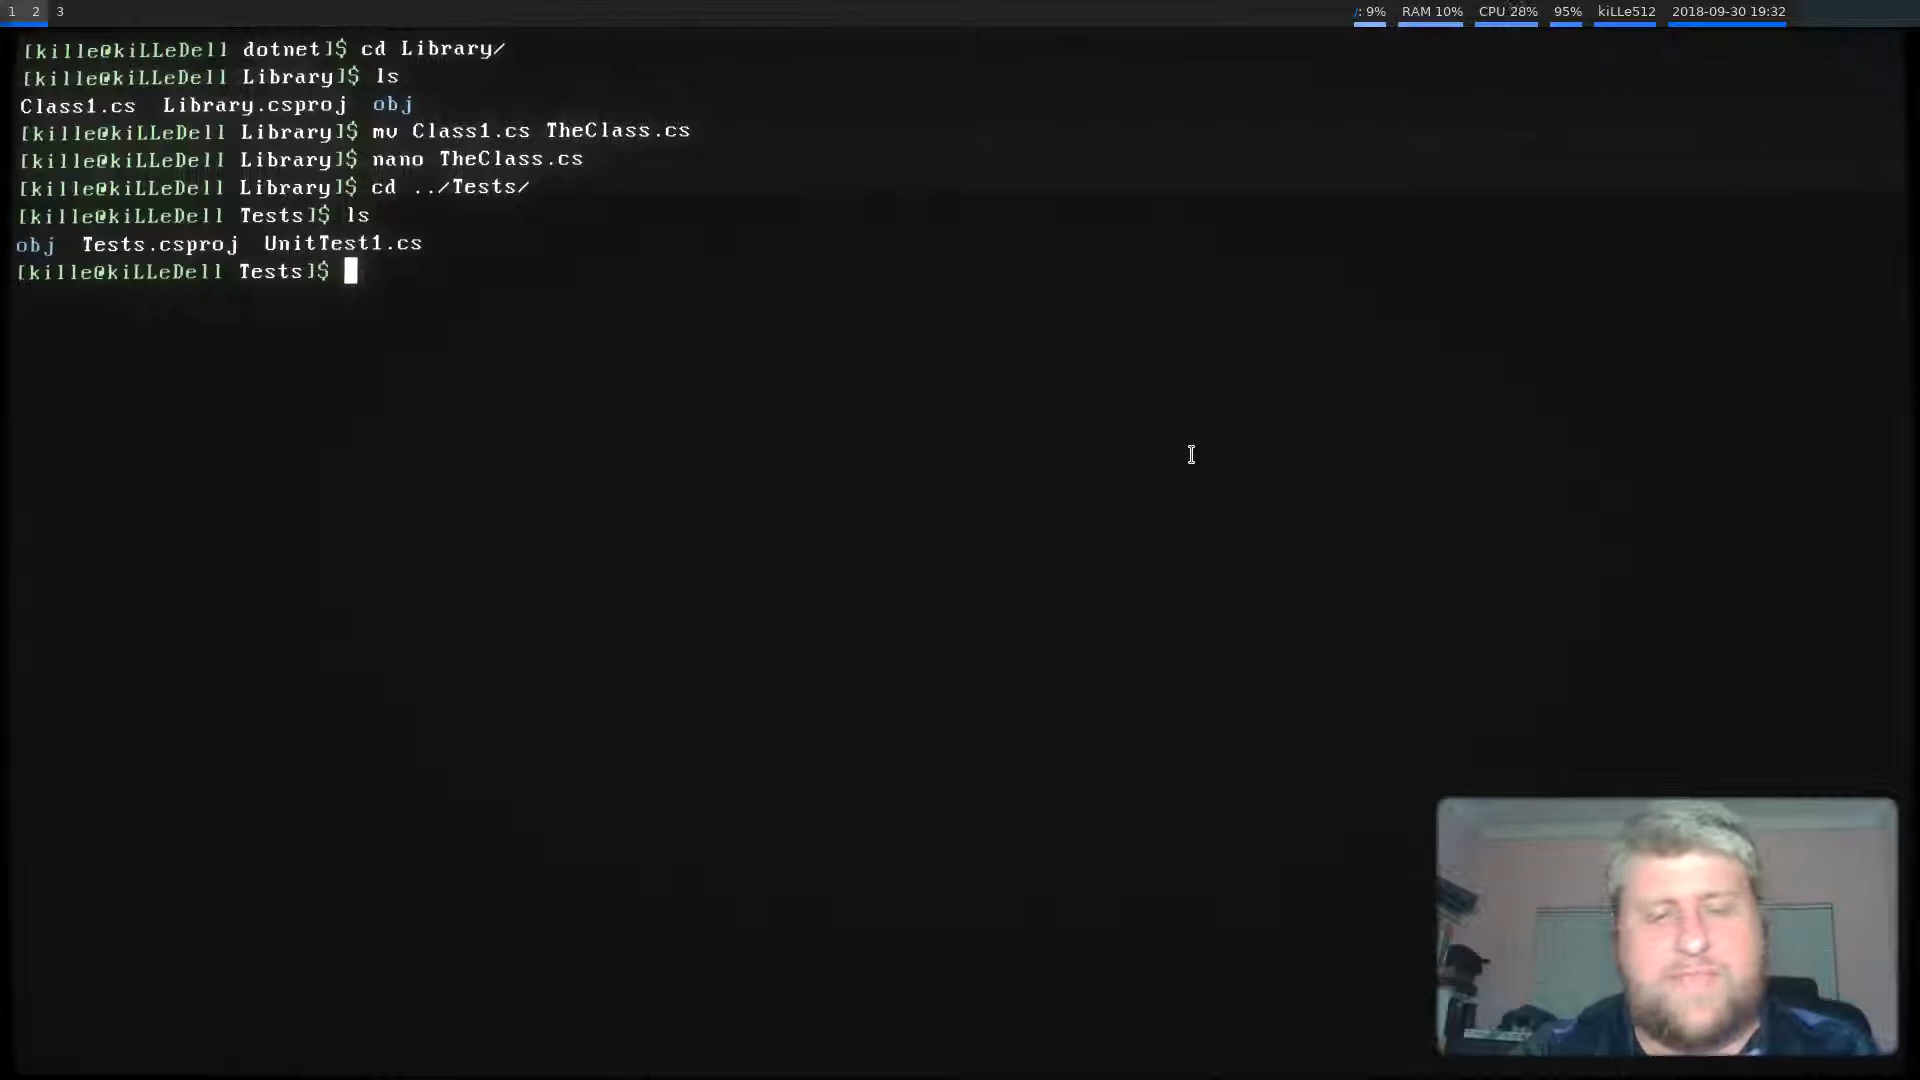 1 2 3 /: 9% RAM 10% CPU 28% 95% kiLLe512 2018-09-30 19:32
[kille@kiLLeDell dotnet]$ cd Library/
[kille@kiLLeDell Library]$ ls
Class1.cs Library.csproj obj
[kille@kiLLeDell Library]$ mv Class1.cs TheClass.cs
[kille@kiLLeDell Library]$ nano TheClass.cs
[kille@kiLLeDell Library]$ cd ../Tests/
[kille@kiLLeDell Tests]$ ls
obj Tests.csproj UnitTest1.cs
[kille@kiLLeDell Tests]$